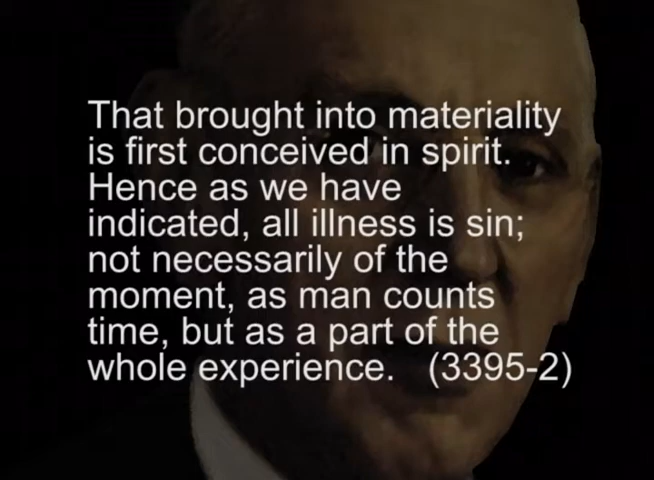 That brought into materiality
is first conceived in spirit.
Hence as we have
indicated, all illness is sin;
not necessarily of the
moment, as man counts
time, but as a part of the
whole experience. (3395-2)